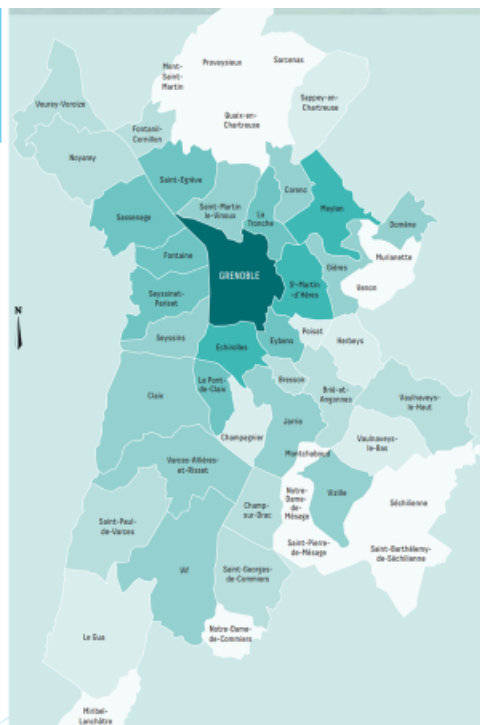 Mont-
Saint-
Martin
Proveysieux
Sarcenas
Sappey-en-
Chartreuse
Quaix-en-
Chartreuse
Veurey-Voroize
Noyarey
Fontanil-
Cornillon
Saint-Egrève
Saint-Martin
le-Vinoux
La
Tronche
Corenc
Meylan
Domène
Murianette
Sassenage
Fontaine
GRENOBLE
St-Martin
-d'Hères
Gières
Venon
Seyssinet-
Pariset
N
Seyssins
Echirolles
Eybens
Poisat
Herbeys
Bresson
Brié-et-
Angonnes
Vaulnaveys-
le-Haut
Claix
Le Pont-
de-Claix
Champagnier
Jarrie
Vaulnaveys-
le-Bas
Montchaboud
Varces-Allières-
et-Risset
Notre-
Dame-
de-
Mésage
Vizille
Séchilienne
Champ-
sur-Drac
Saint-Paul-
de-Varces
Saint-Pierre-
de-Mésage
Saint-Barthélemy-
de-Séchilienne
Vif
Saint-Georges-
de-Commiers
Le Gua
Notre-Dame-
de-Commiers
Miribel-
Lanchâtre